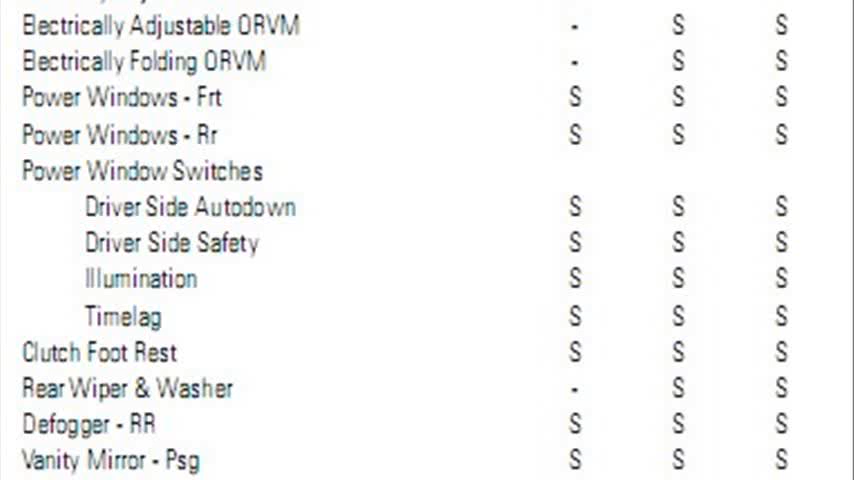 Electrically Adjustable ORVM - S S
Electrically Folding ORVM - S S
Power Windows - Frt S S S
Power Windows - Rr S S S
Power Window Switches
Driver Side Autodown S S S
Driver Side Safety S S S
Illumination S S S
Timelag S S S
Clutch Foot Rest S S S
Rear Wiper & Washer - S S
Defogger - RR S S S
Vanity Mirror - Psg S S S